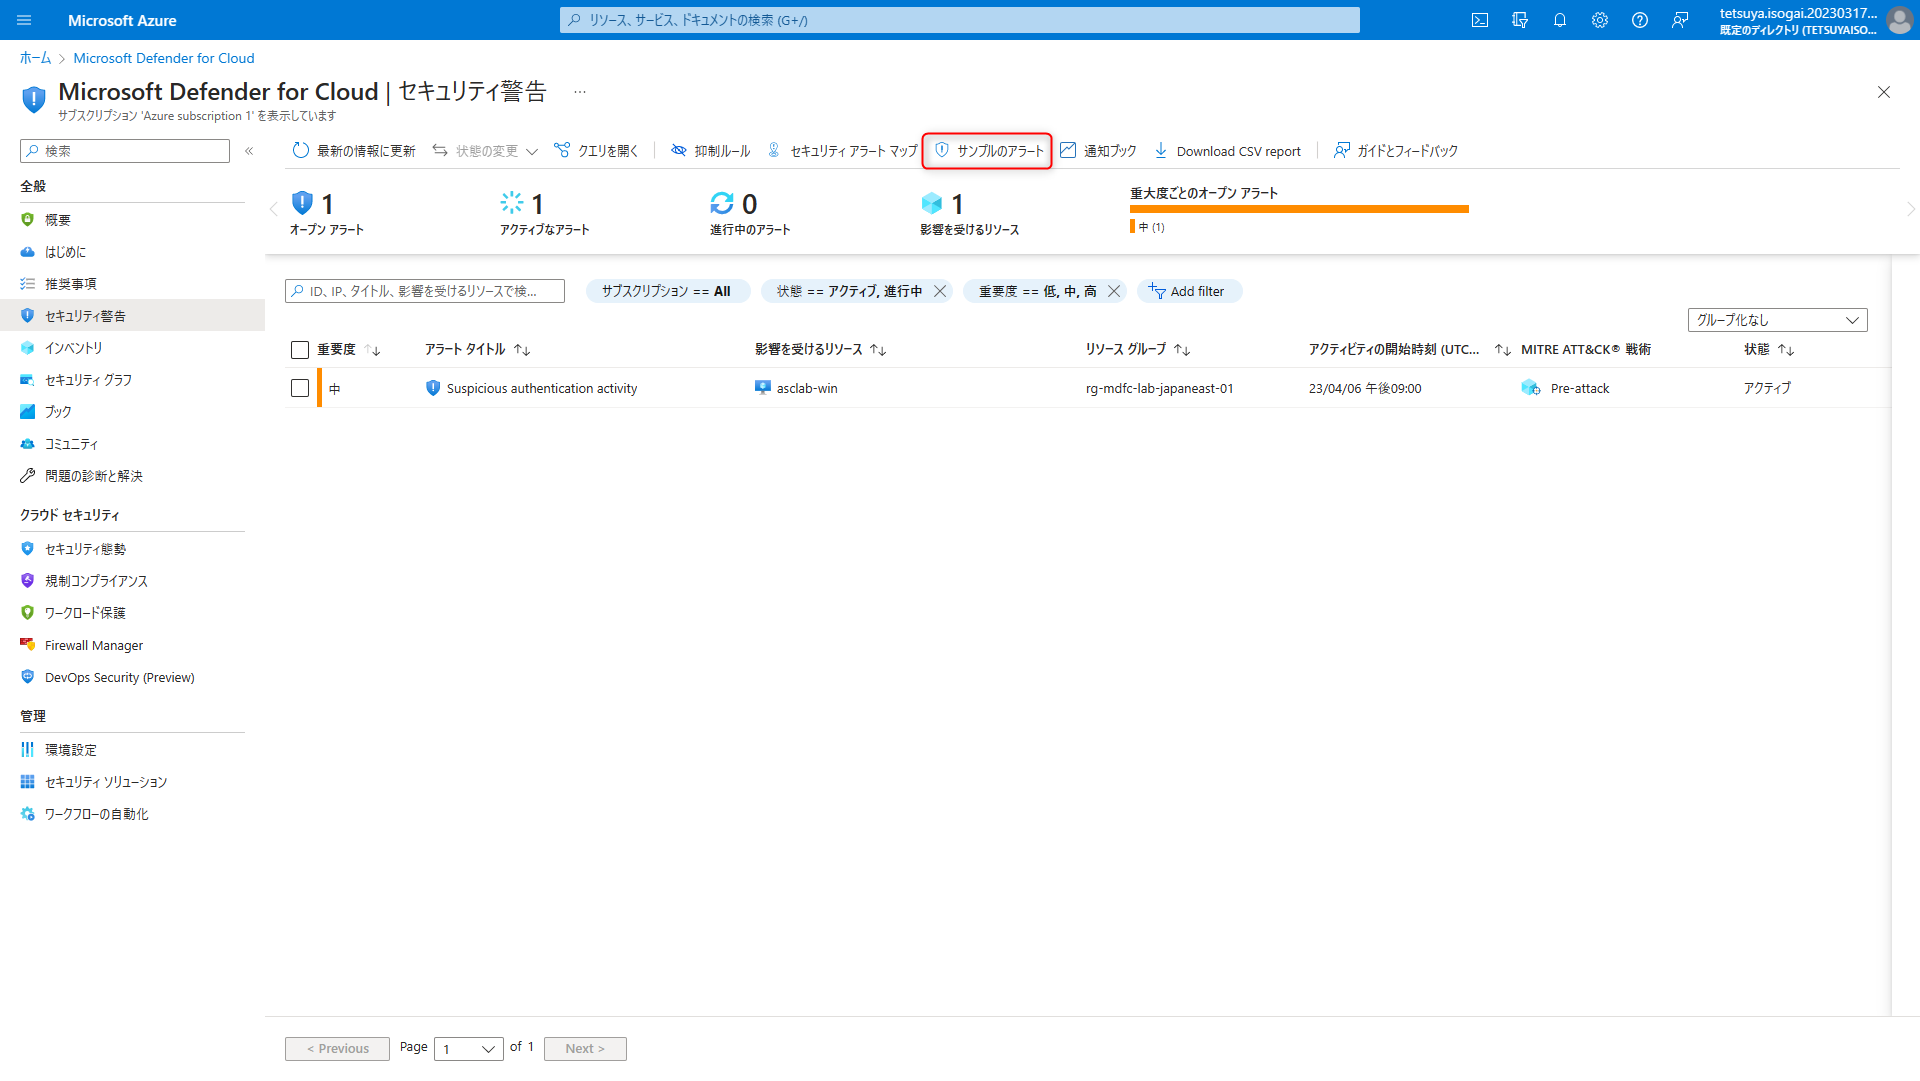 Microsoft Azure
リソース、サービス、ドキュメントの検索 (G+/)
tetsuya.isogai.20230317...
既定のディレクトリ (TETSUYAISO...
ホーム > Microsoft Defender for Cloud
Microsoft Defender for Cloud | セキュリティ警告 ...
サブスクリプション 'Azure subscription 1' を表示しています
検索 «
最新の情報に更新 状態の変更 クエリを開く 抑制ルール セキュリティ アラート マップ サンプルのアラート 通知ブック Download CSV report ガイドとフィードバック
全般
概要
はじめに
推奨事項
セキュリティ警告
インベントリ
セキュリティ グラフ
ブック
コミュニティ
問題の診断と解決
クラウド セキュリティ
セキュリティ態勢
規制コンプライアンス
ワークロード保護
Firewall Manager
DevOps Security (Preview)
管理
環境設定
セキュリティ ソリューション
ワークフローの自動化
1
オープン アラート
1
アクティブなアラート
0
進行中のアラート
1
影響を受けるリソース
重大度ごとのオープン アラート
中 (1)
ID、IP、タイトル、影響を受けるリソースで検...
サブスクリプション == All
状態 == アクティブ, 進行中
重要度 == 低, 中, 高
Add filter
グループ化なし
重要度 ↑↓ アラート タイトル ↑↓ 影響を受けるリソース ↑↓ リソース グループ ↑↓ アクティビティの開始時刻 (UTC... ↑↓ MITRE ATT&CK® 戦術 状態 ↑↓
中 Suspicious authentication activity asclab-win rg-mdfc-lab-japaneast-01 23/04/06 午後09:00 Pre-attack アクティブ
< Previous Page 1 of 1 Next >